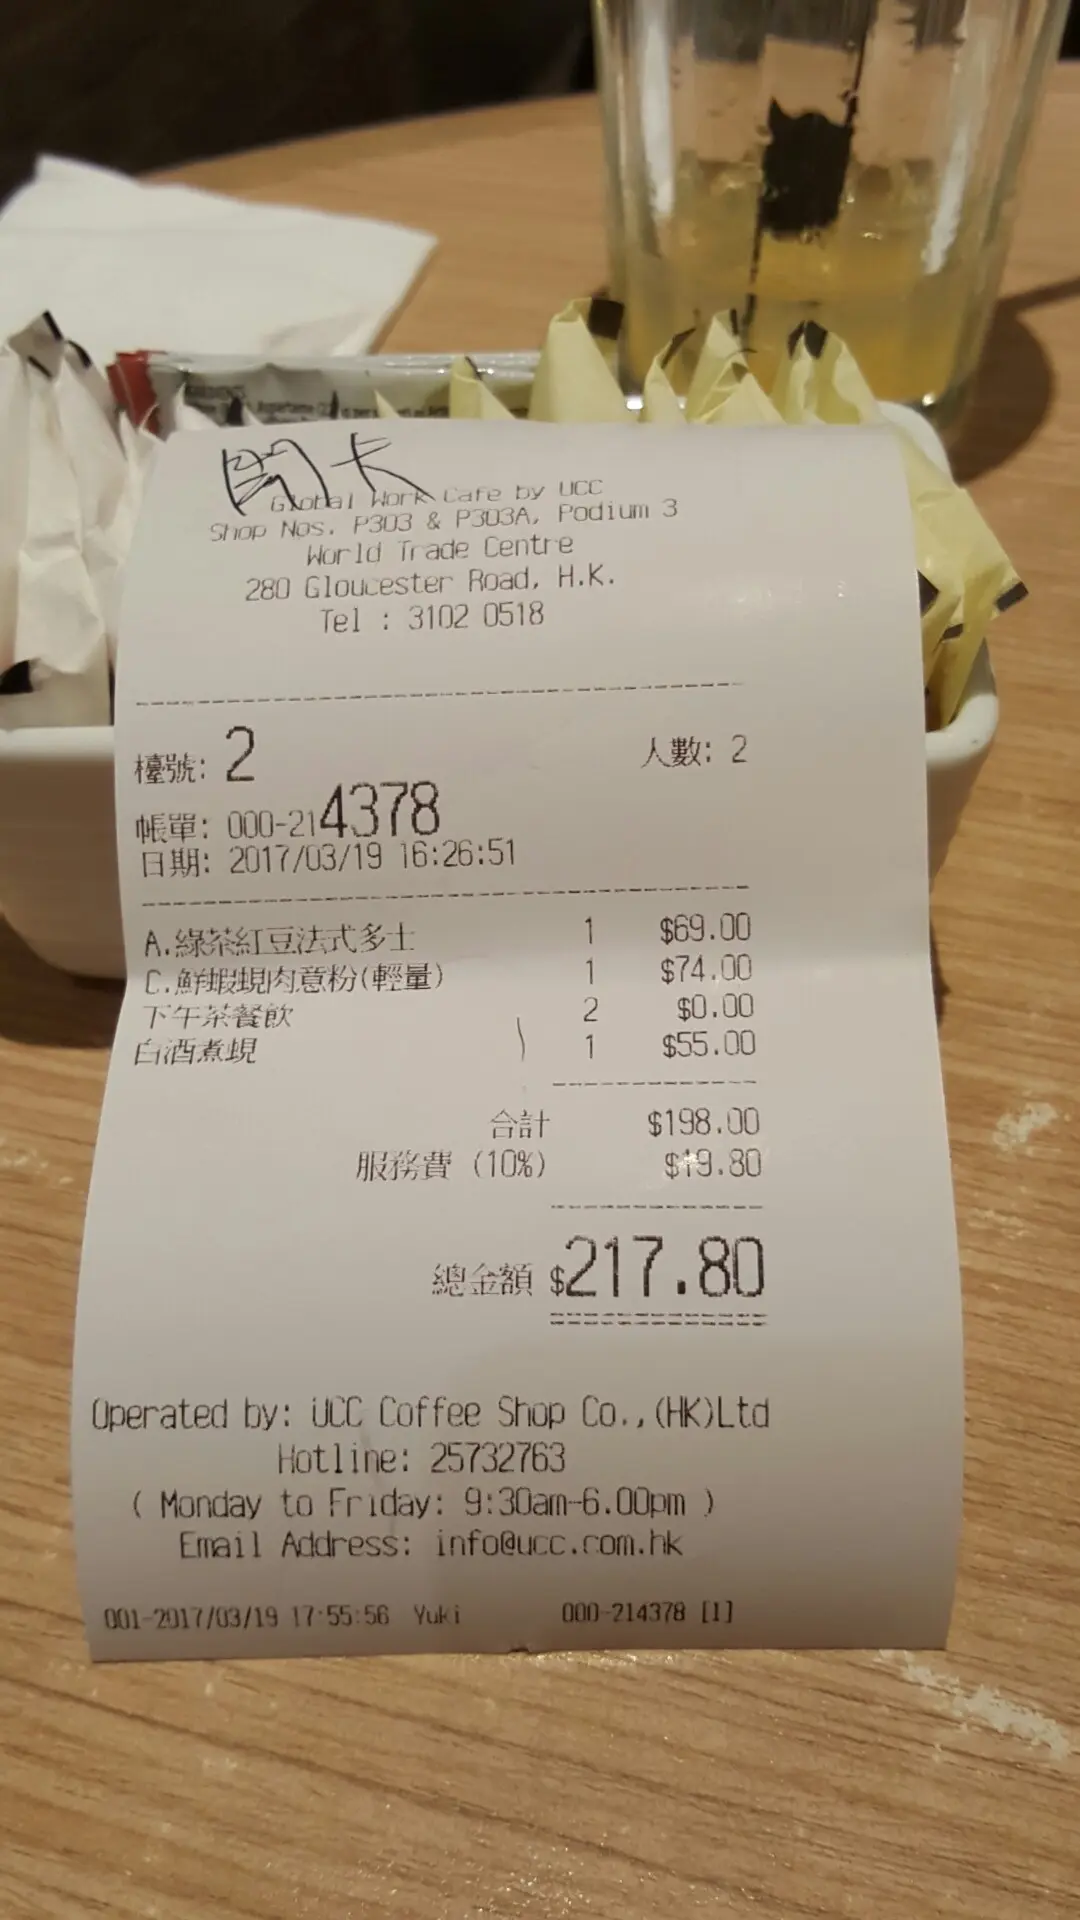 開卡
Global Work Cafe by UCC
Shop Nos. P303 & P303A, Podium 3
World Trade Centre
280 Gloucester Road, H.K.
Tel : 3102 0518
檯號: 2 人數: 2
帳單: 000-214378
日期: 2017/03/19 16:26:51
A.綠茶紅豆法式多士 1 $69.00
C.鮮蝦蜆肉意粉(輕量) 1 $74.00
下午茶餐飲 2 $0.00
白酒煮蜆 1 $55.00
合計 $198.00
服務費 (10%) $19.80
總金額 $217.80
Operated by: UCC Coffee Shop Co.,(HK)Ltd
Hotline: 25732763
( Monday to Friday: 9:30am-6.00pm )
Email Address: info@ucc.com.hk
001-2017/03/19 17:55:56 Yuki 000-214378 [1]